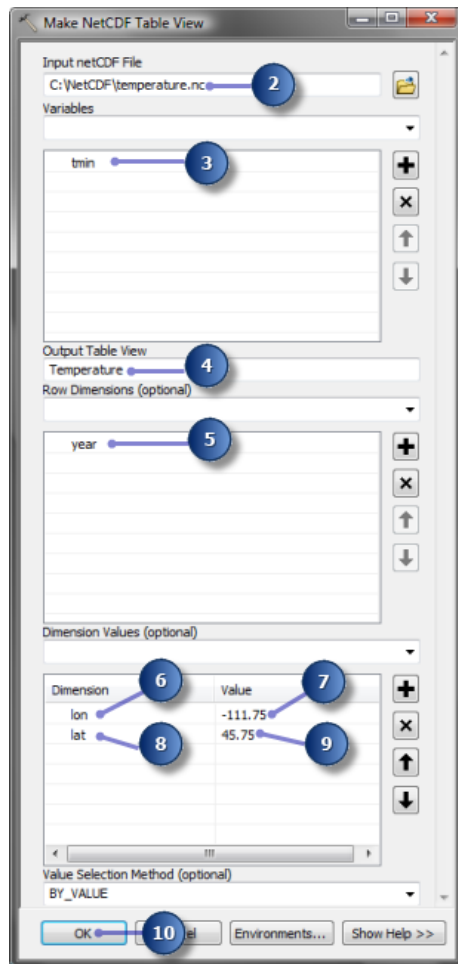 Make NetCDF Table View
Input netCDF File
C:\NetCDF\temperature.nc
2
Variables
tmin
3
Output Table View
Temperature
4
Row Dimensions (optional)
year
5
Dimension Values (optional)
Dimension
Value
6
7
lon
-111.75
lat
45.75
8
9
Value Selection Method (optional)
BY_VALUE
OK
10
el
Environments...
Show Help >>